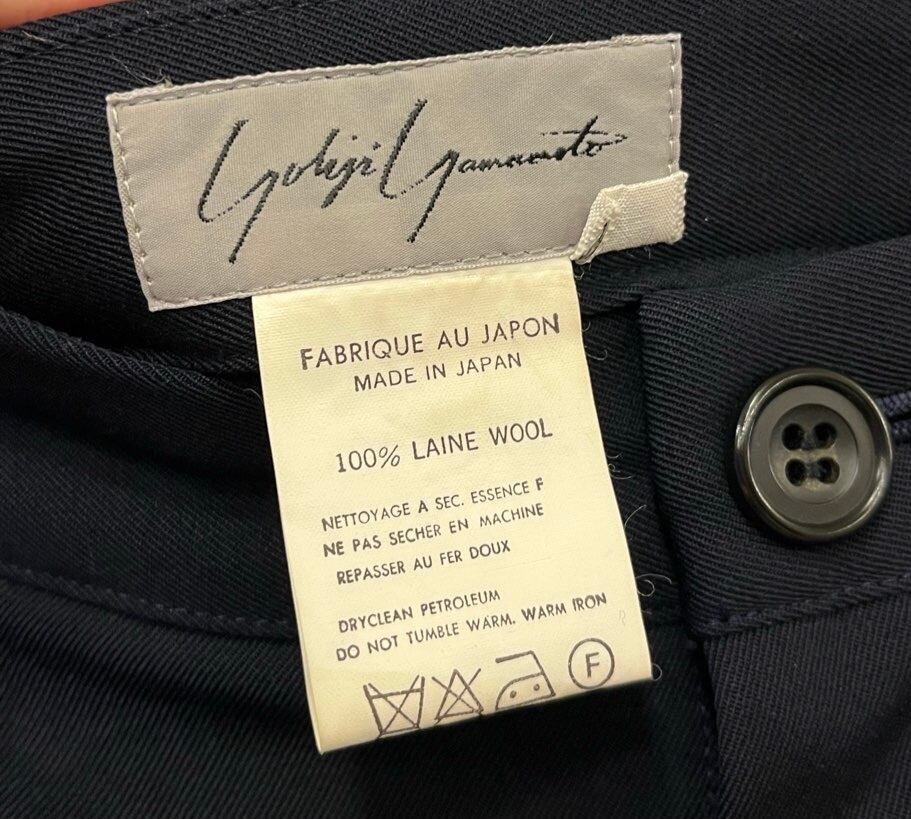 Yohji Yamamoto
FABRIQUE AU JAPON
MADE IN JAPAN
100% LAINE WOOL
NETTOYAGE A SEC. ESSENCE F
NE PAS SECHER EN MACHINE
REPASSER AU FER DOUX
DRYCLEAN PETROLEUM
DO NOT TUMBLE WARM. WARM IRON
F